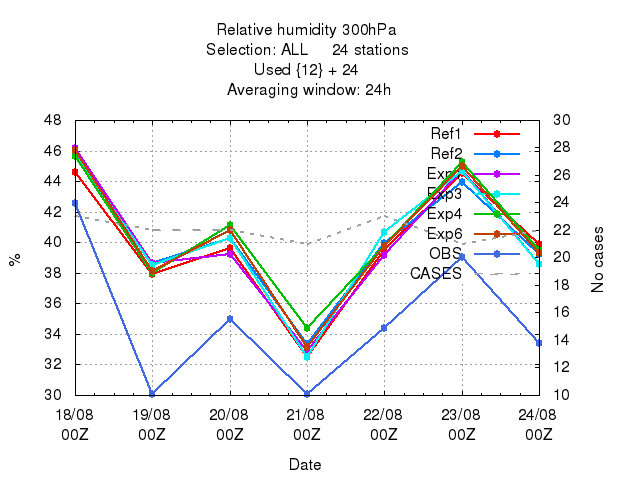 Relative humidity 300hPa
Selection: ALL 24 stations
Used {12} + 24
Averaging window: 24h
48
46
44
42
40
38
36
34
32
30
%
30
28
26
24
22
20
18
16
14
12
10
No cases
Ref1
Ref2
Exp3
Exp4
Exp6
OBS
CASES
18/08 19/08 20/08 21/08 22/08 23/08 24/08
00Z 00Z 00Z 00Z 00Z 00Z 00Z
Date